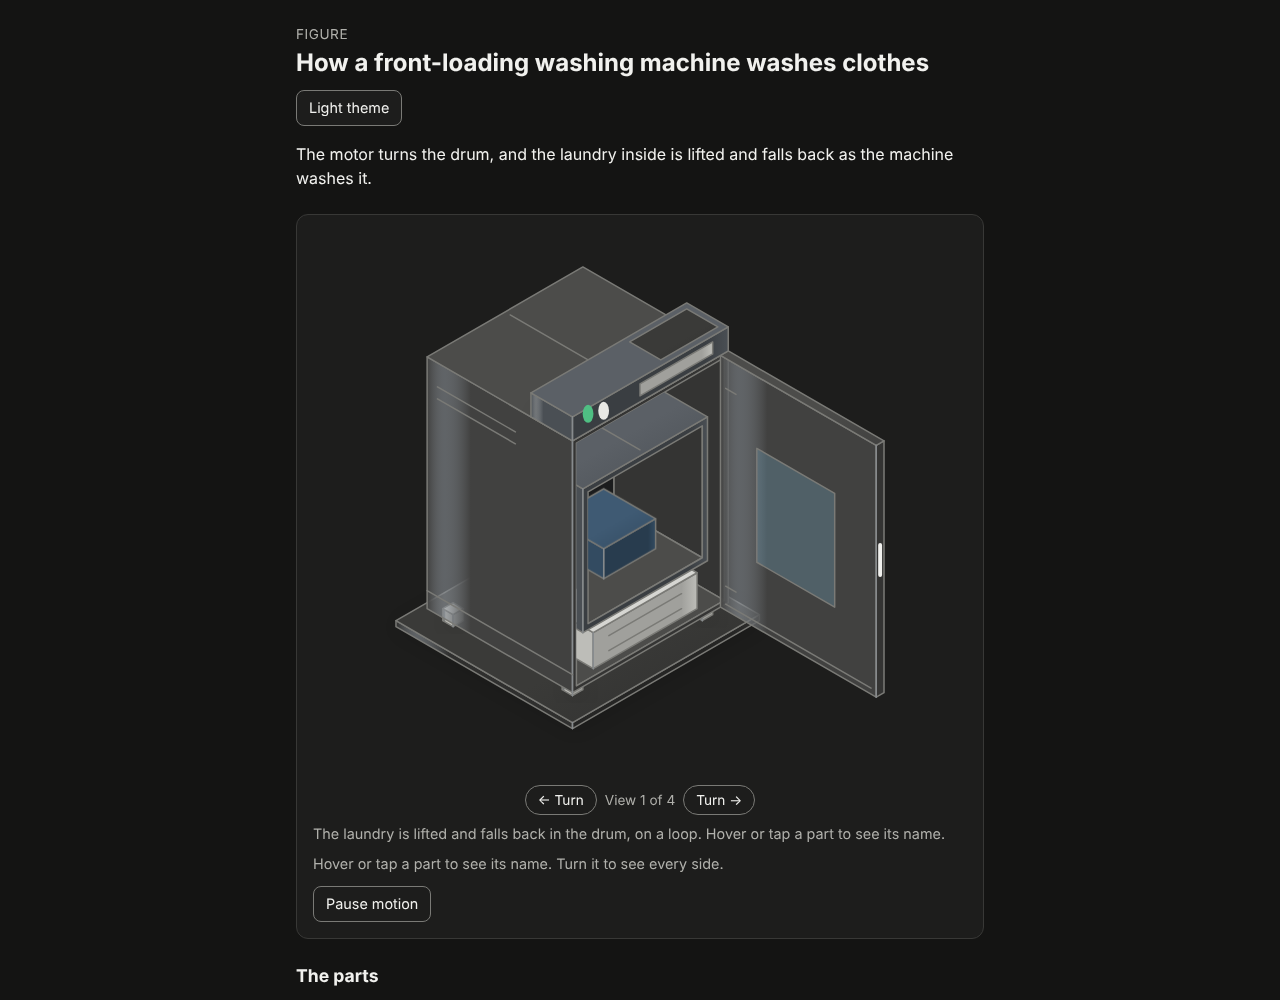 FIGURE
How a front-loading washing machine washes clothes
Light theme
The motor turns the drum, and the laundry inside is lifted and falls back as the machine
washes it.
← Turn
View 1 of 4
Turn →
The laundry is lifted and falls back in the drum, on a loop. Hover or tap a part to see its name.
Hover or tap a part to see its name. Turn it to see every side.
Pause motion
The parts